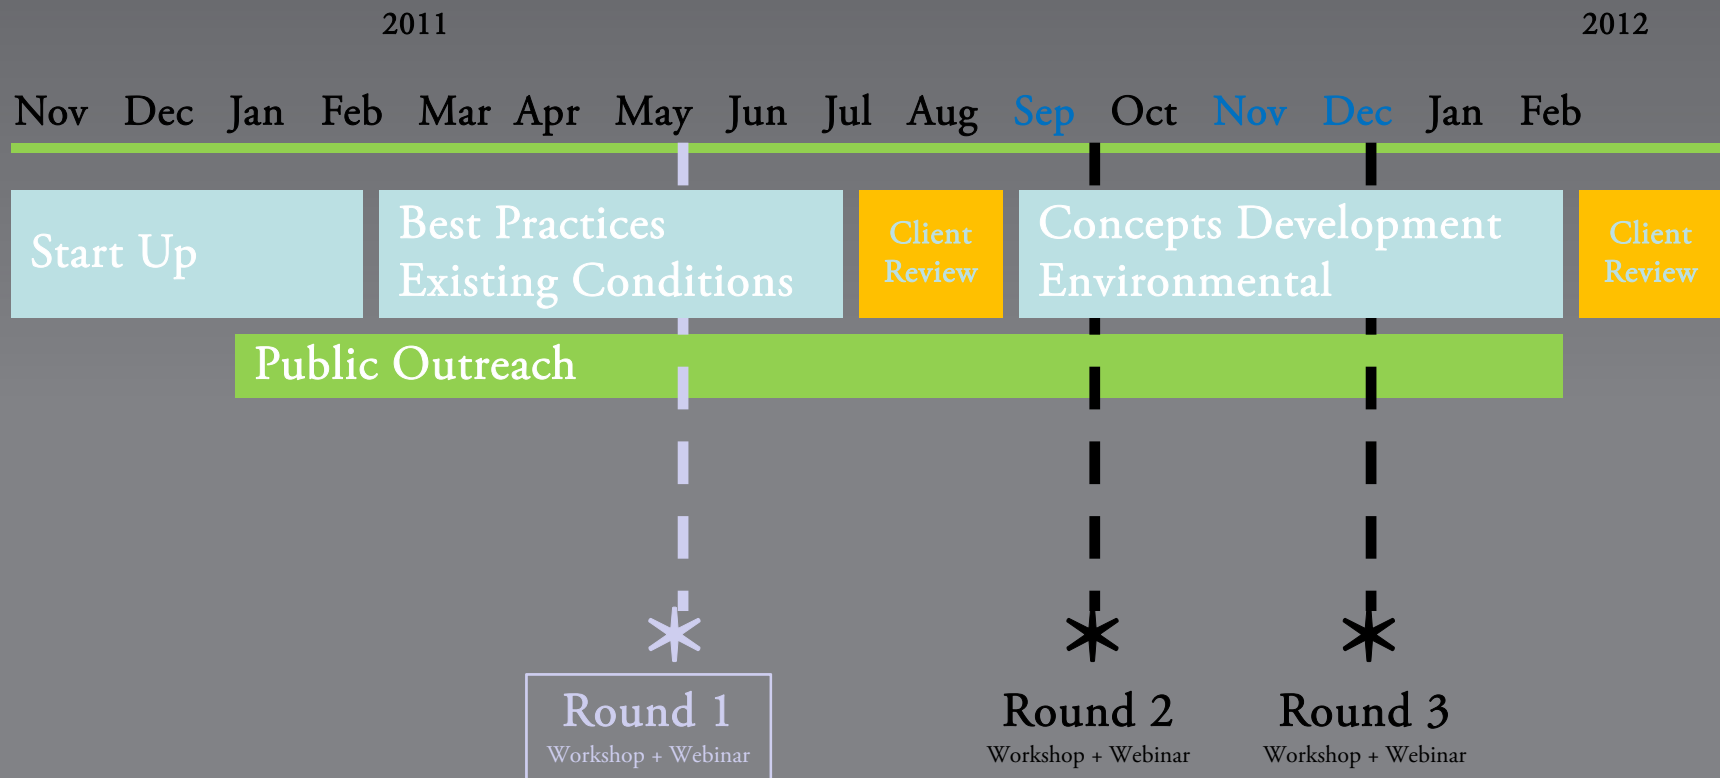 2011 2012
Nov Dec Jan Feb Mar Apr May Jun Jul Aug Sep Oct Nov Dec Jan Feb
Start Up
Best Practices
Existing Conditions
Client
Review
Concepts Development
Environmental
Client
Review
Public Outreach
Round 1
Workshop + Webinar
Round 2
Workshop + Webinar
Round 3
Workshop + Webinar